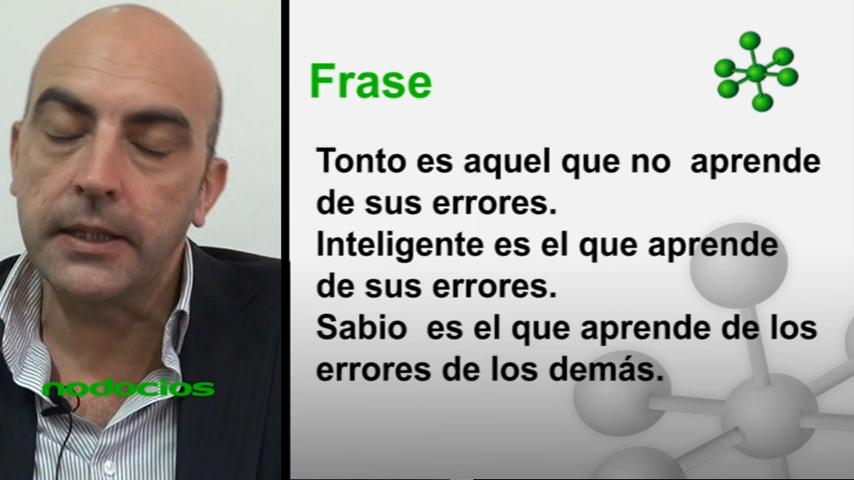 Frase
Tonto es aquel que no  aprende
de sus errores.
Inteligente es el que aprende
de sus errores.
Sabio  es el que aprende de los
errores de los demás.
nodocios